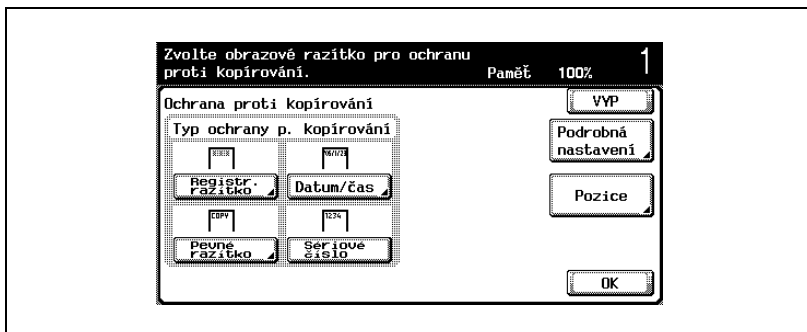 Zvolte obrazové razítko pro ochranu
proti kopírování.
Paměť 100% 1
Ochrana proti kopírování
VYP
Typ ochrany p. kopírování
Podrobná
nastavení
Registr.
razítko
Datum/čas
Pozice
COPY
1234
Pevné
razítko
Sériové
číslo
OK